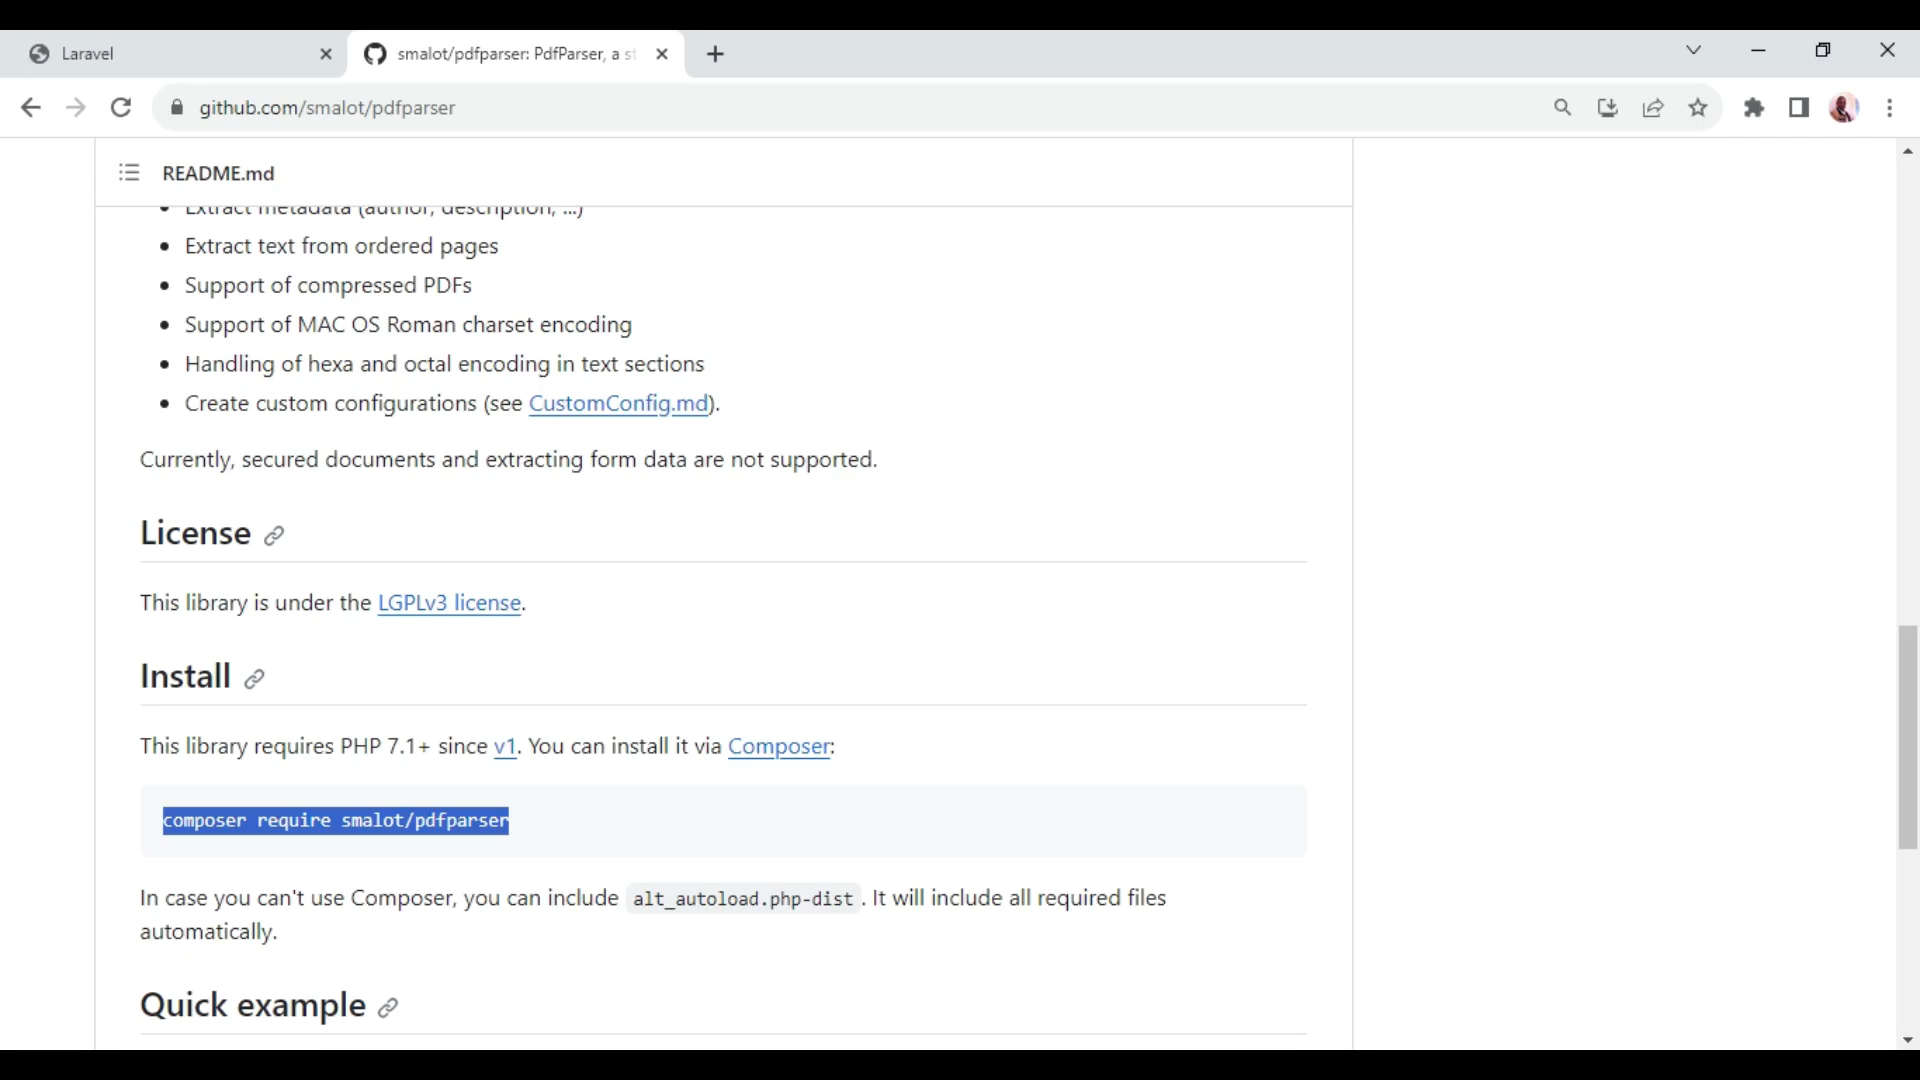 Laravel
smalot/pdfparser: PdfParser, a st
github.com/smalot/pdfparser
README.md
Extract metadata (author, description, ...)
Extract text from ordered pages
Support of compressed PDFs
Support of MAC OS Roman charset encoding
Handling of hexa and octal encoding in text sections
Create custom configurations (see CustomConfig.md).
Currently, secured documents and extracting form data are not supported.
License
This library is under the LGPLv3 license.
Install
This library requires PHP 7.1+ since v1. You can install it via Composer:
composer require smalot/pdfparser
In case you can't use Composer, you can include alt_autoload.php-dist. It will include all required files
automatically.
Quick example